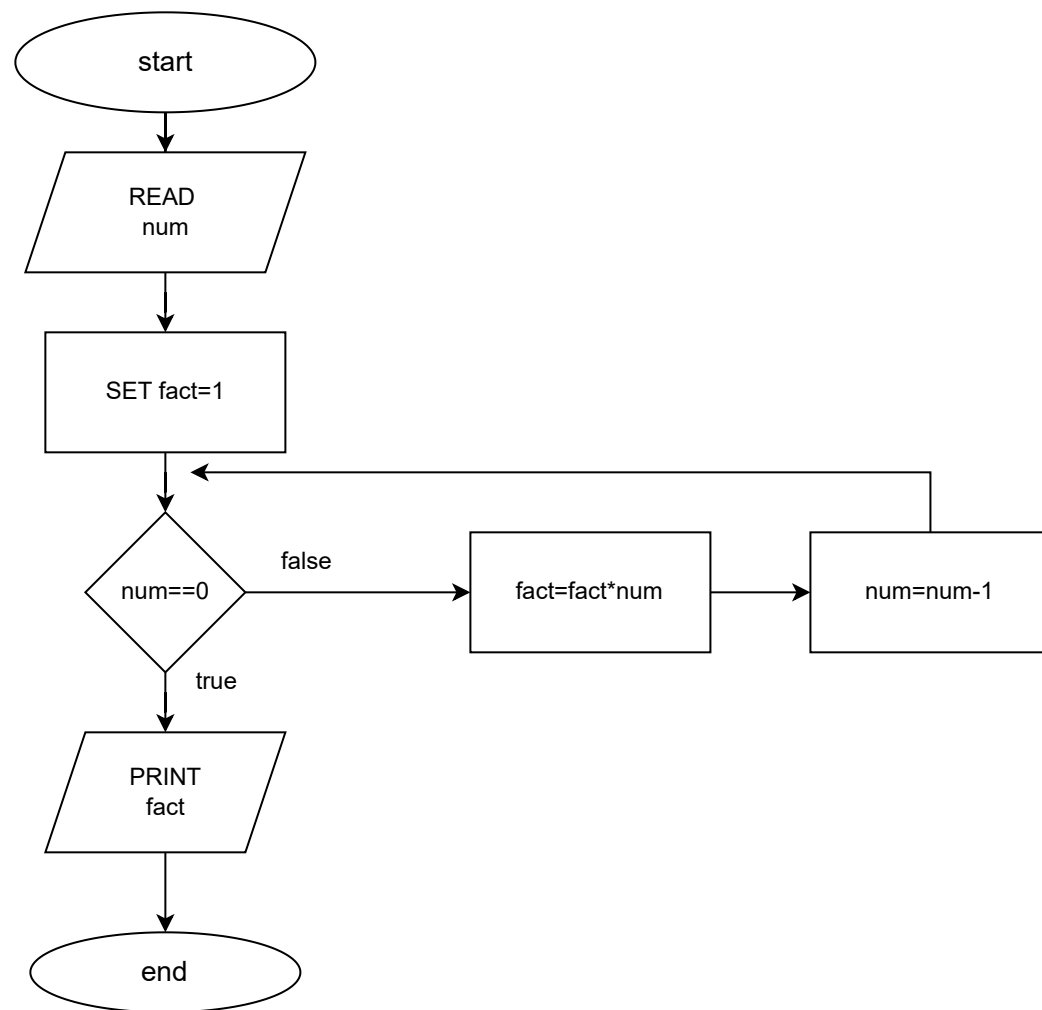 start
READ
num
SET fact=1
num==0
false
fact=fact*num
num=num-1
true
PRINT
fact
end